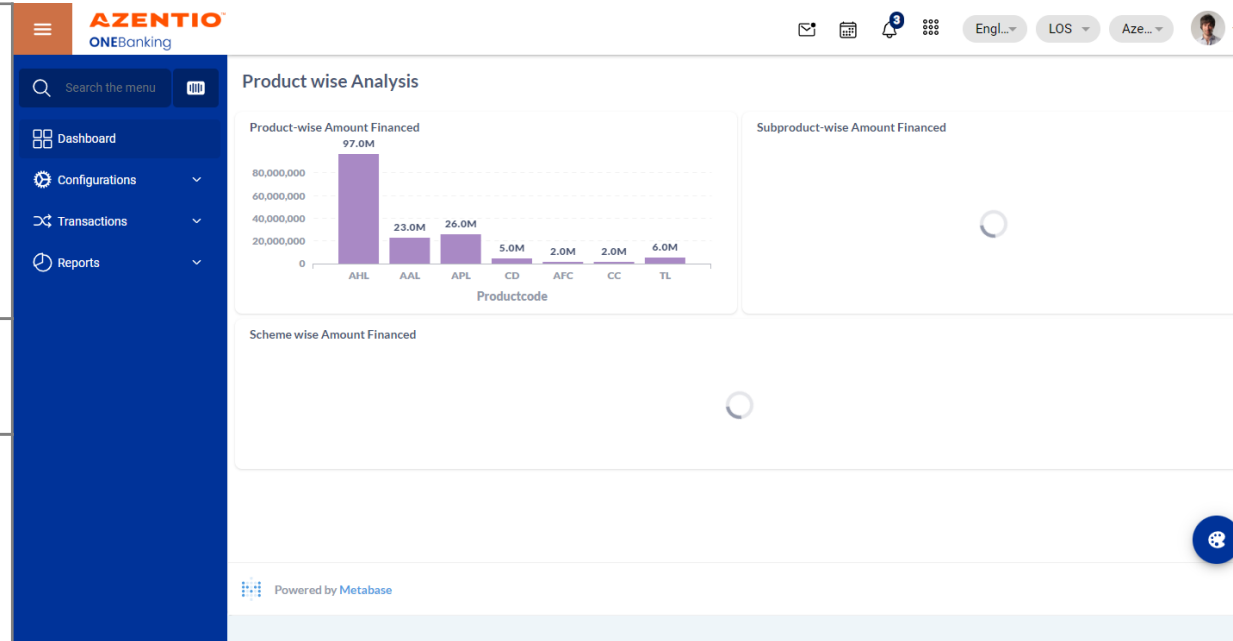 AZENTIO
ONEBanking
3
Engl...
LOS
Aze...
Search the menu
Dashboard
Configurations
Transactions
Reports
Product wise Analysis
Product-wise Amount Financed
97.0M
80,000,000
60,000,000
40,000,000
20,000,000
0
23.0M
26.0M
5.0M
2.0M
2.0M
6.0M
AHL AAL APL CD AFC CC TL
Productcode
Subproduct-wise Amount Financed
Scheme wise Amount Financed
Powered by Metabase